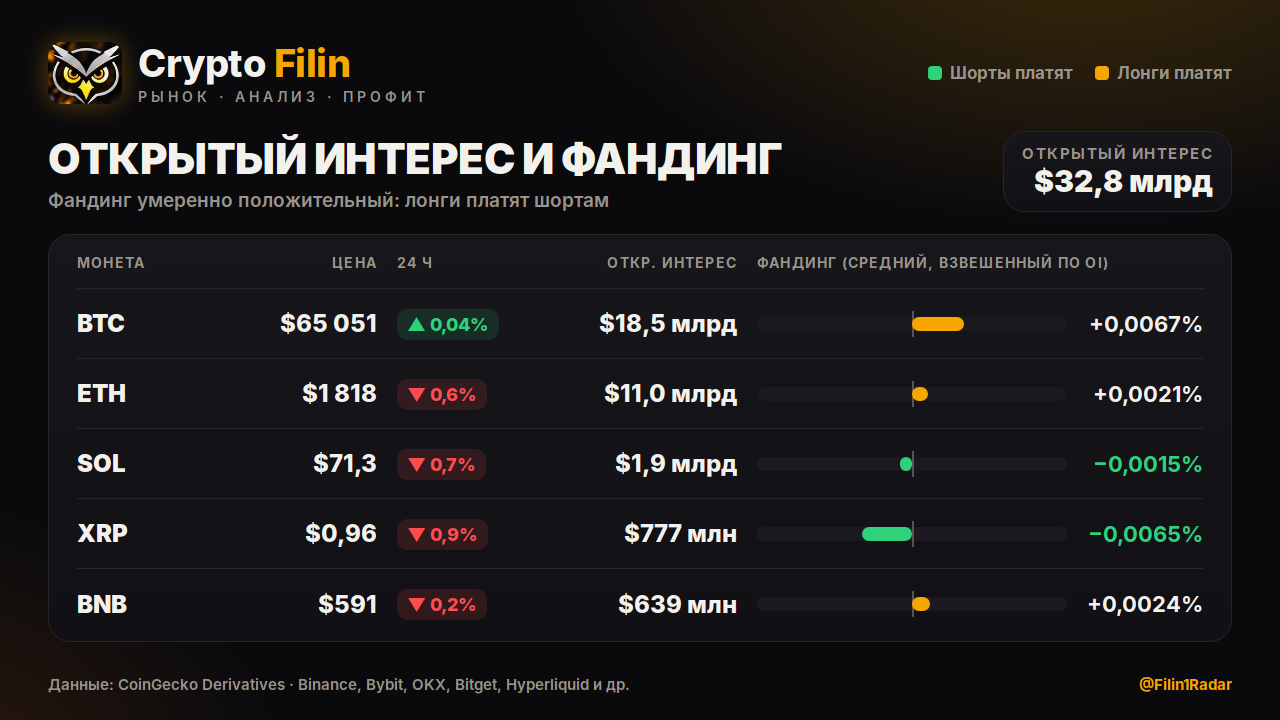 Crypto Filin
РЫНОК · АНАЛИЗ · ПРОФИТ
Шорты платят Лонги платят
ОТКРЫТЫЙ ИНТЕРЕС И ФАНДИНГ
Фандинг умеренно положительный: лонги платят шортам
ОТКРЫТЫЙ ИНТЕРЕС
$32,8 млрд
МОНЕТА ЦЕНА 24 Ч ОТКР. ИНТЕРЕС ФАНДИНГ (СРЕДНИЙ, ВЗВЕШЕННЫЙ ПО OI)
BTC $65 051 ▲ 0,04% $18,5 млрд +0,0067%
ETH $1 818 ▼ 0,6% $11,0 млрд +0,0021%
SOL $71,3 ▼ 0,7% $1,9 млрд −0,0015%
XRP $0,96 ▼ 0,9% $777 млн −0,0065%
BNB $591 ▼ 0,2% $639 млн +0,0024%
Данные: CoinGecko Derivatives · Binance, Bybit, OKX, Bitget, Hyperliquid и др.
@Filin1Radar